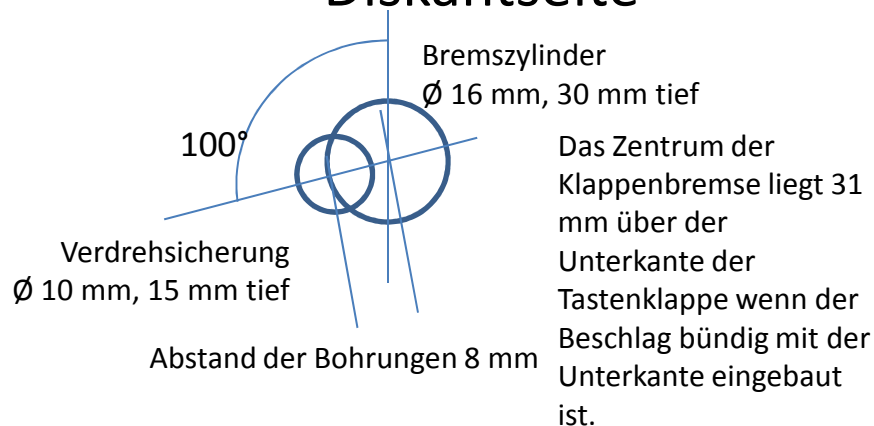 Diskantseite
Bremszylinder
Ø 16 mm, 30 mm tief
100°
Das Zentrum der
Klappenbremse liegt 31
mm über der
Unterkante der
Tastenklappe wenn der
Beschlag bündig mit der
Unterkante eingebaut
ist.
Verdrehsicherung
Ø 10 mm, 15 mm tief
Abstand der Bohrungen 8 mm